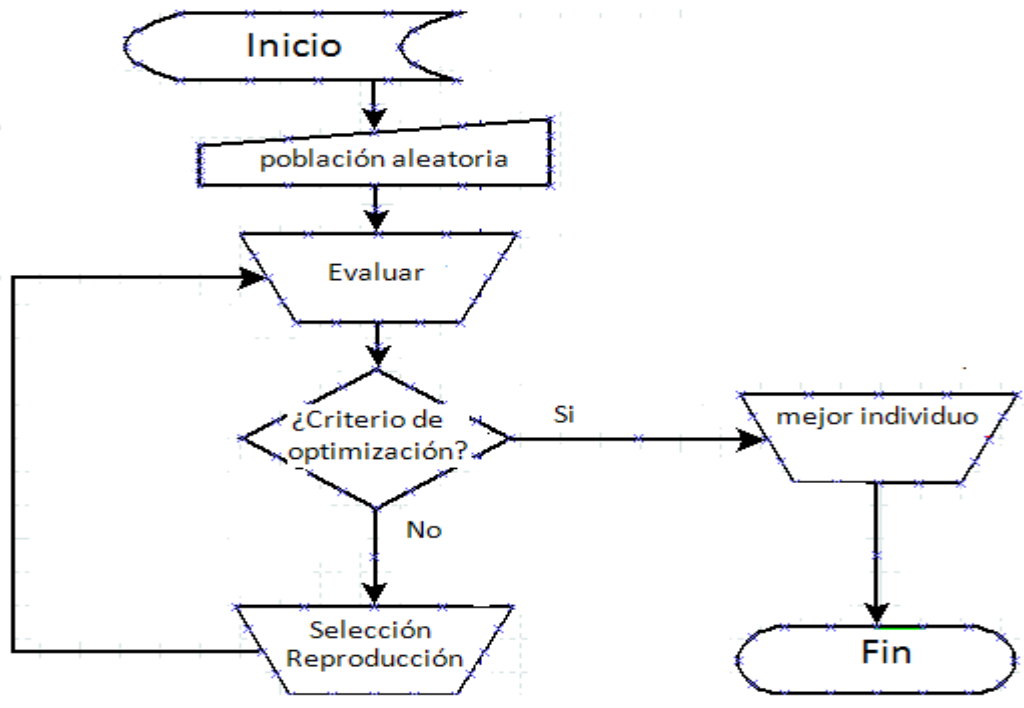 Inicio
población aleatoria
Evaluar
¿Criterio de
optimización?
Si
mejor individuo
No
Selección
Reproducción
Fin